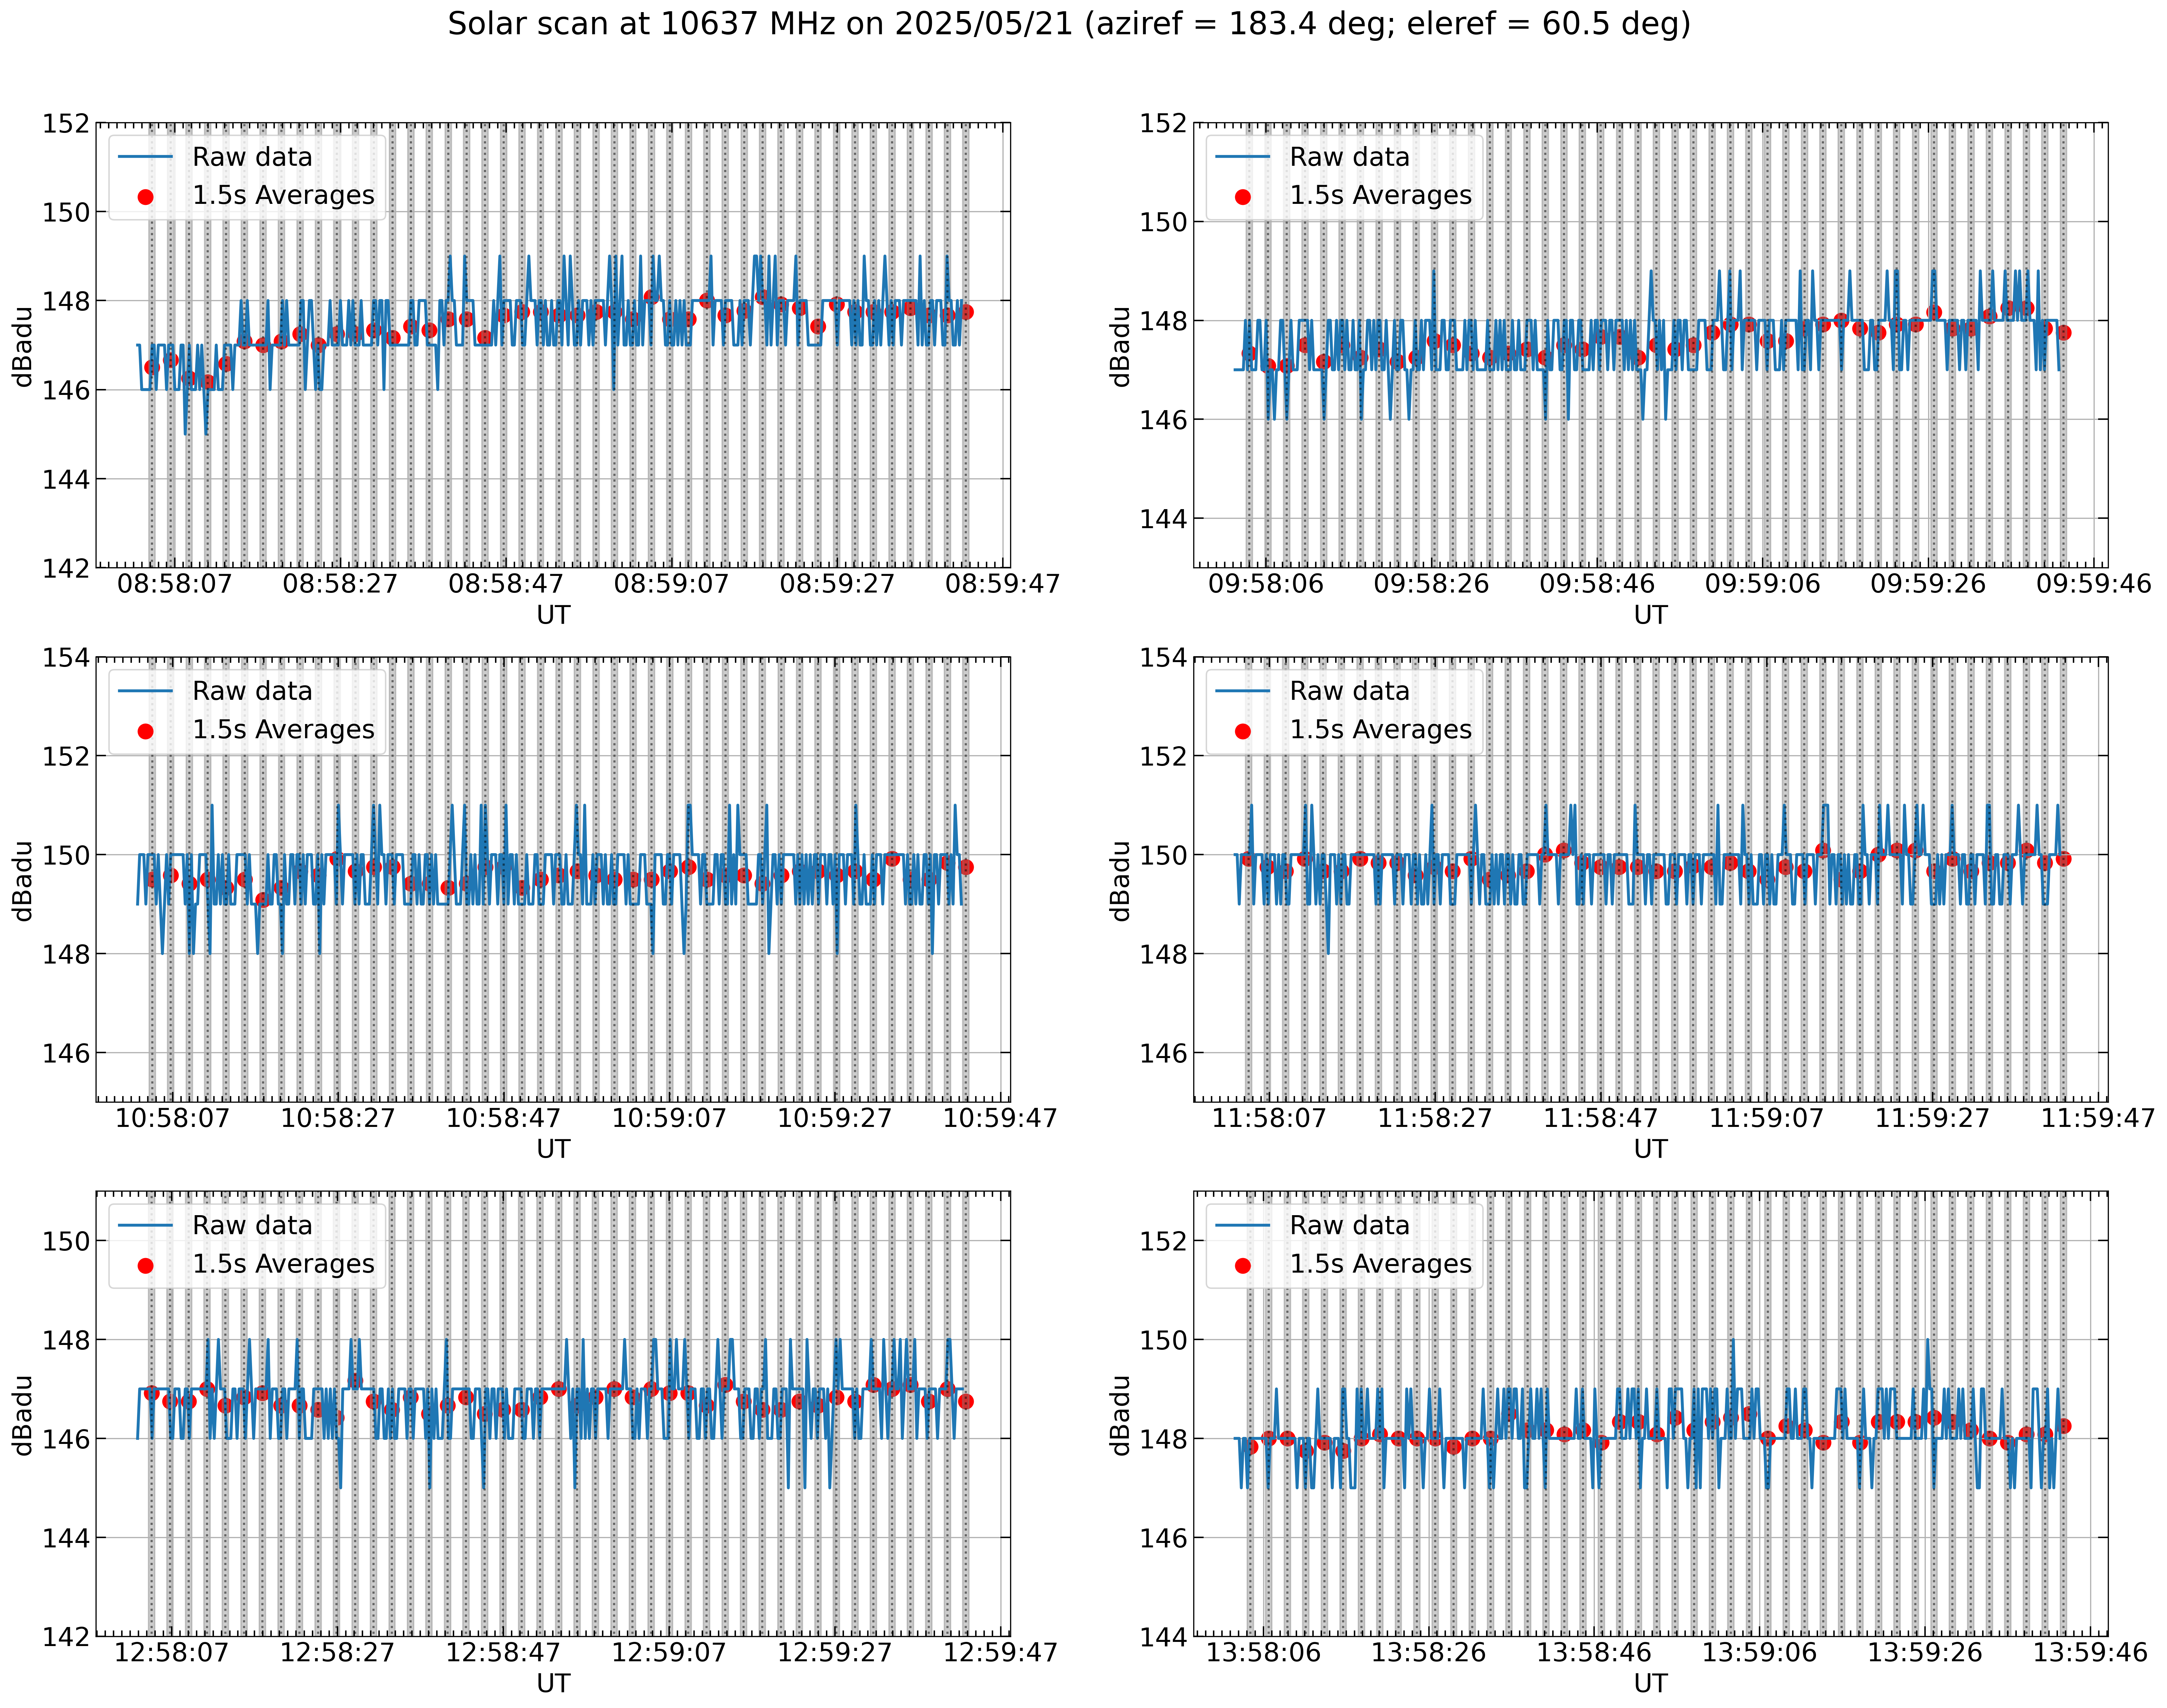 Solar scan at 10637 MHz on 2025/05/21 (aziref = 183.4 deg; eleref = 60.5 deg)
152
150
148
146
144
142
dBadu
Raw data
1.5s Averages
08:58:07 08:58:27 08:58:47 08:59:07 08:59:27 08:59:47
UT
152
150
148
146
144
dBadu
Raw data
1.5s Averages
09:58:06 09:58:26 09:58:46 09:59:06 09:59:26 09:59:46
UT
154
152
150
148
146
dBadu
Raw data
1.5s Averages
10:58:07 10:58:27 10:58:47 10:59:07 10:59:27 10:59:47
UT
154
152
150
148
146
dBadu
Raw data
1.5s Averages
11:58:07 11:58:27 11:58:47 11:59:07 11:59:27 11:59:47
UT
150
148
146
144
142
dBadu
Raw data
1.5s Averages
12:58:07 12:58:27 12:58:47 12:59:07 12:59:27 12:59:47
UT
152
150
148
146
144
dBadu
Raw data
1.5s Averages
13:58:06 13:58:26 13:58:46 13:59:06 13:59:26 13:59:46
UT